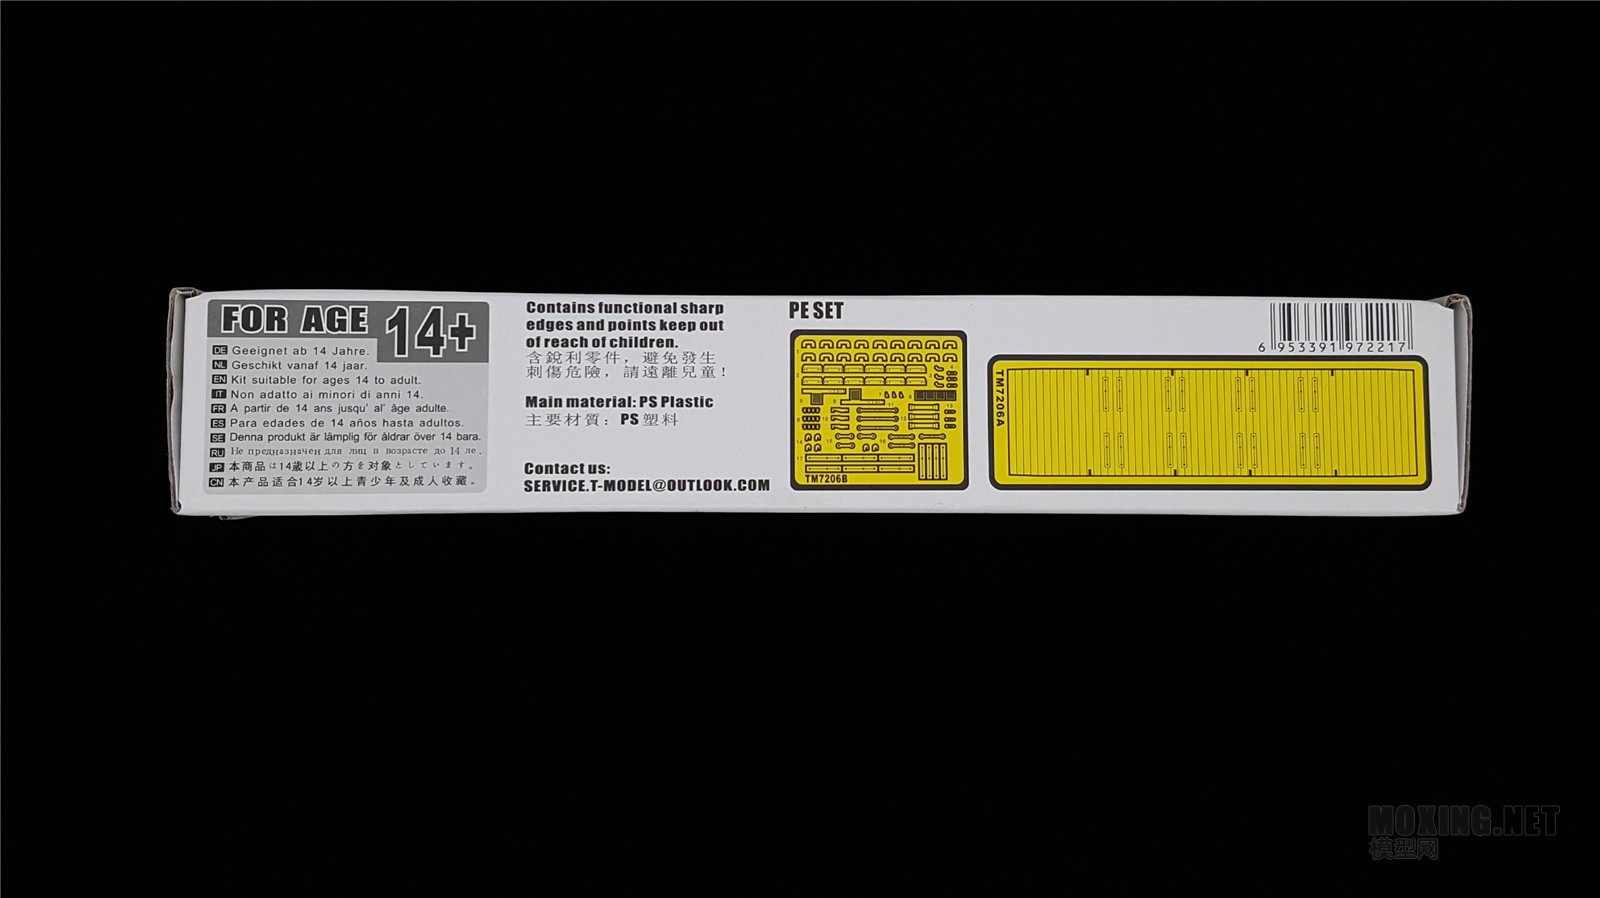 FOR AGE 14+
DE Geeignet ab 14 Jahre.
NL Geschikt vanaf 14 jaar.
EN Kit suitable for ages 14 to adult.
IT Non adatto ai minori di anni 14.
FR A partir de 14 ans jusqu' al' âge adulte.
ES Para edades de 14 años hasta adultos.
SE Denna produkt är lämplig för åldrar över 14 bara.
RU Не предназначен для лиц в возрасте до 14 ле.
JP 本商品は14歳以上の方を対象としています。
CN 本产品适合14岁以上青少年及成人收藏。
Contains functional sharp
edges and points keep out
of reach of children.
含銳利零件，避免發生
刺傷危險，請遠離兒童！
Main material: PS Plastic
主要材質：PS塑料
Contact us:
SERVICE.T-MODEL@OUTLOOK.COM
PE SET
TM7206B
TM7206A
6 953391 972217
MOXING.NET
模型网